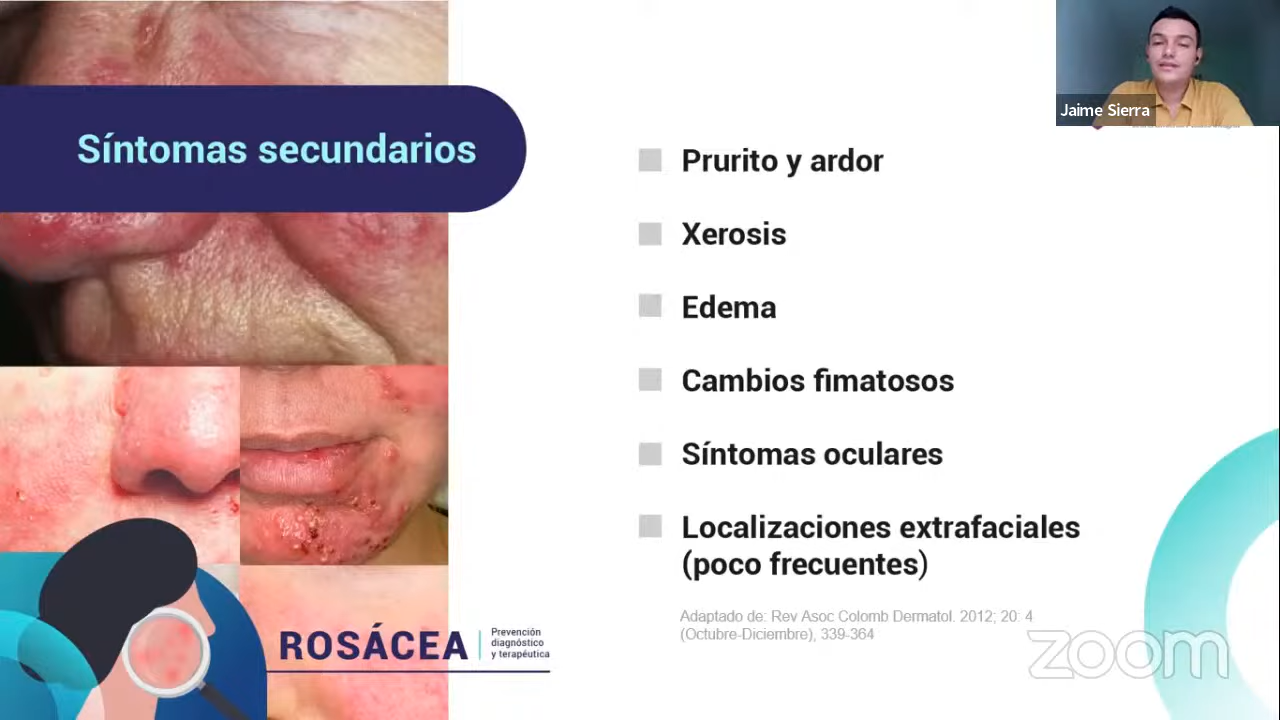 Jaime Sierra
Síntomas secundarios
Prurito y ardor
Xerosis
Edema
Cambios fimatosos
Síntomas oculares
Localizaciones extrafaciales
(poco frecuentes)
Adaptado de: Rev Asoc Colomb Dermatol. 2012; 20: 4
(Octubre-Diciembre), 339-364
ROSÁCEA
Prevención
diagnóstico
y terapéutica
zoom